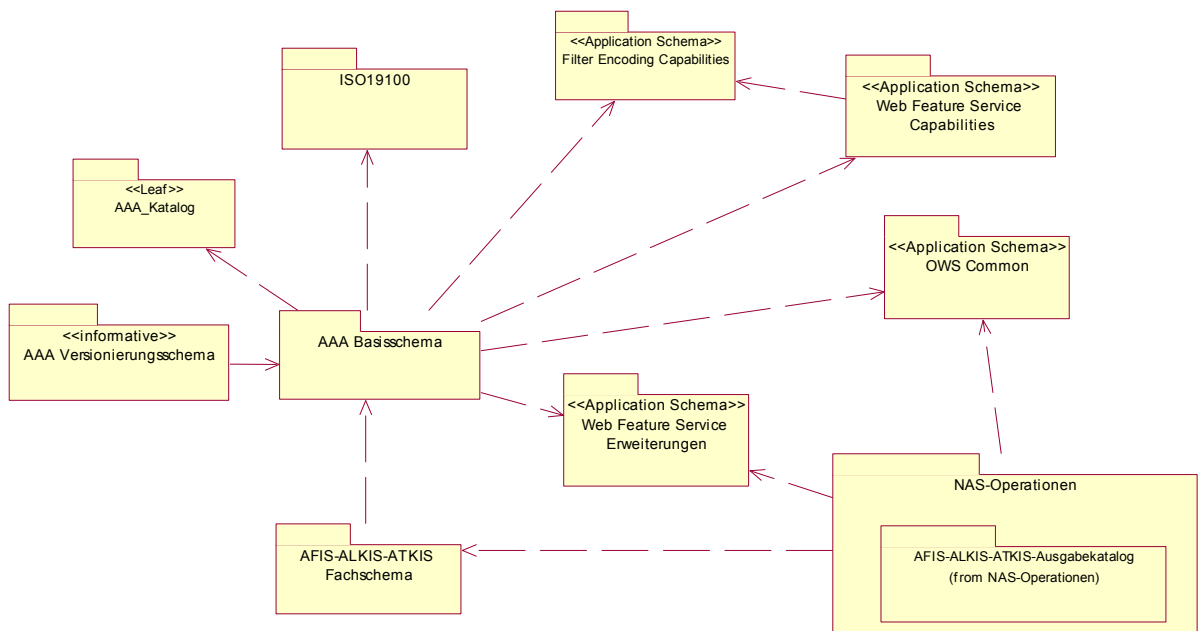 <<Application Schema>>
Filter Encoding Capabilities
ISO19100
<<Application Schema>>
Web Feature Service
Capabilities
<<Leaf>>
AAA_Katalog
<<Application Schema>>
OWS Common
<<informative>>
AAA Versionierungsschema
AAA Basisschema
<<Application Schema>>
Web Feature Service
Erweiterungen
NAS-Operationen
AFIS-ALKIS-ATKIS
Fachschema
AFIS-ALKIS-ATKIS-Ausgabekatalog
(from NAS-Operationen)